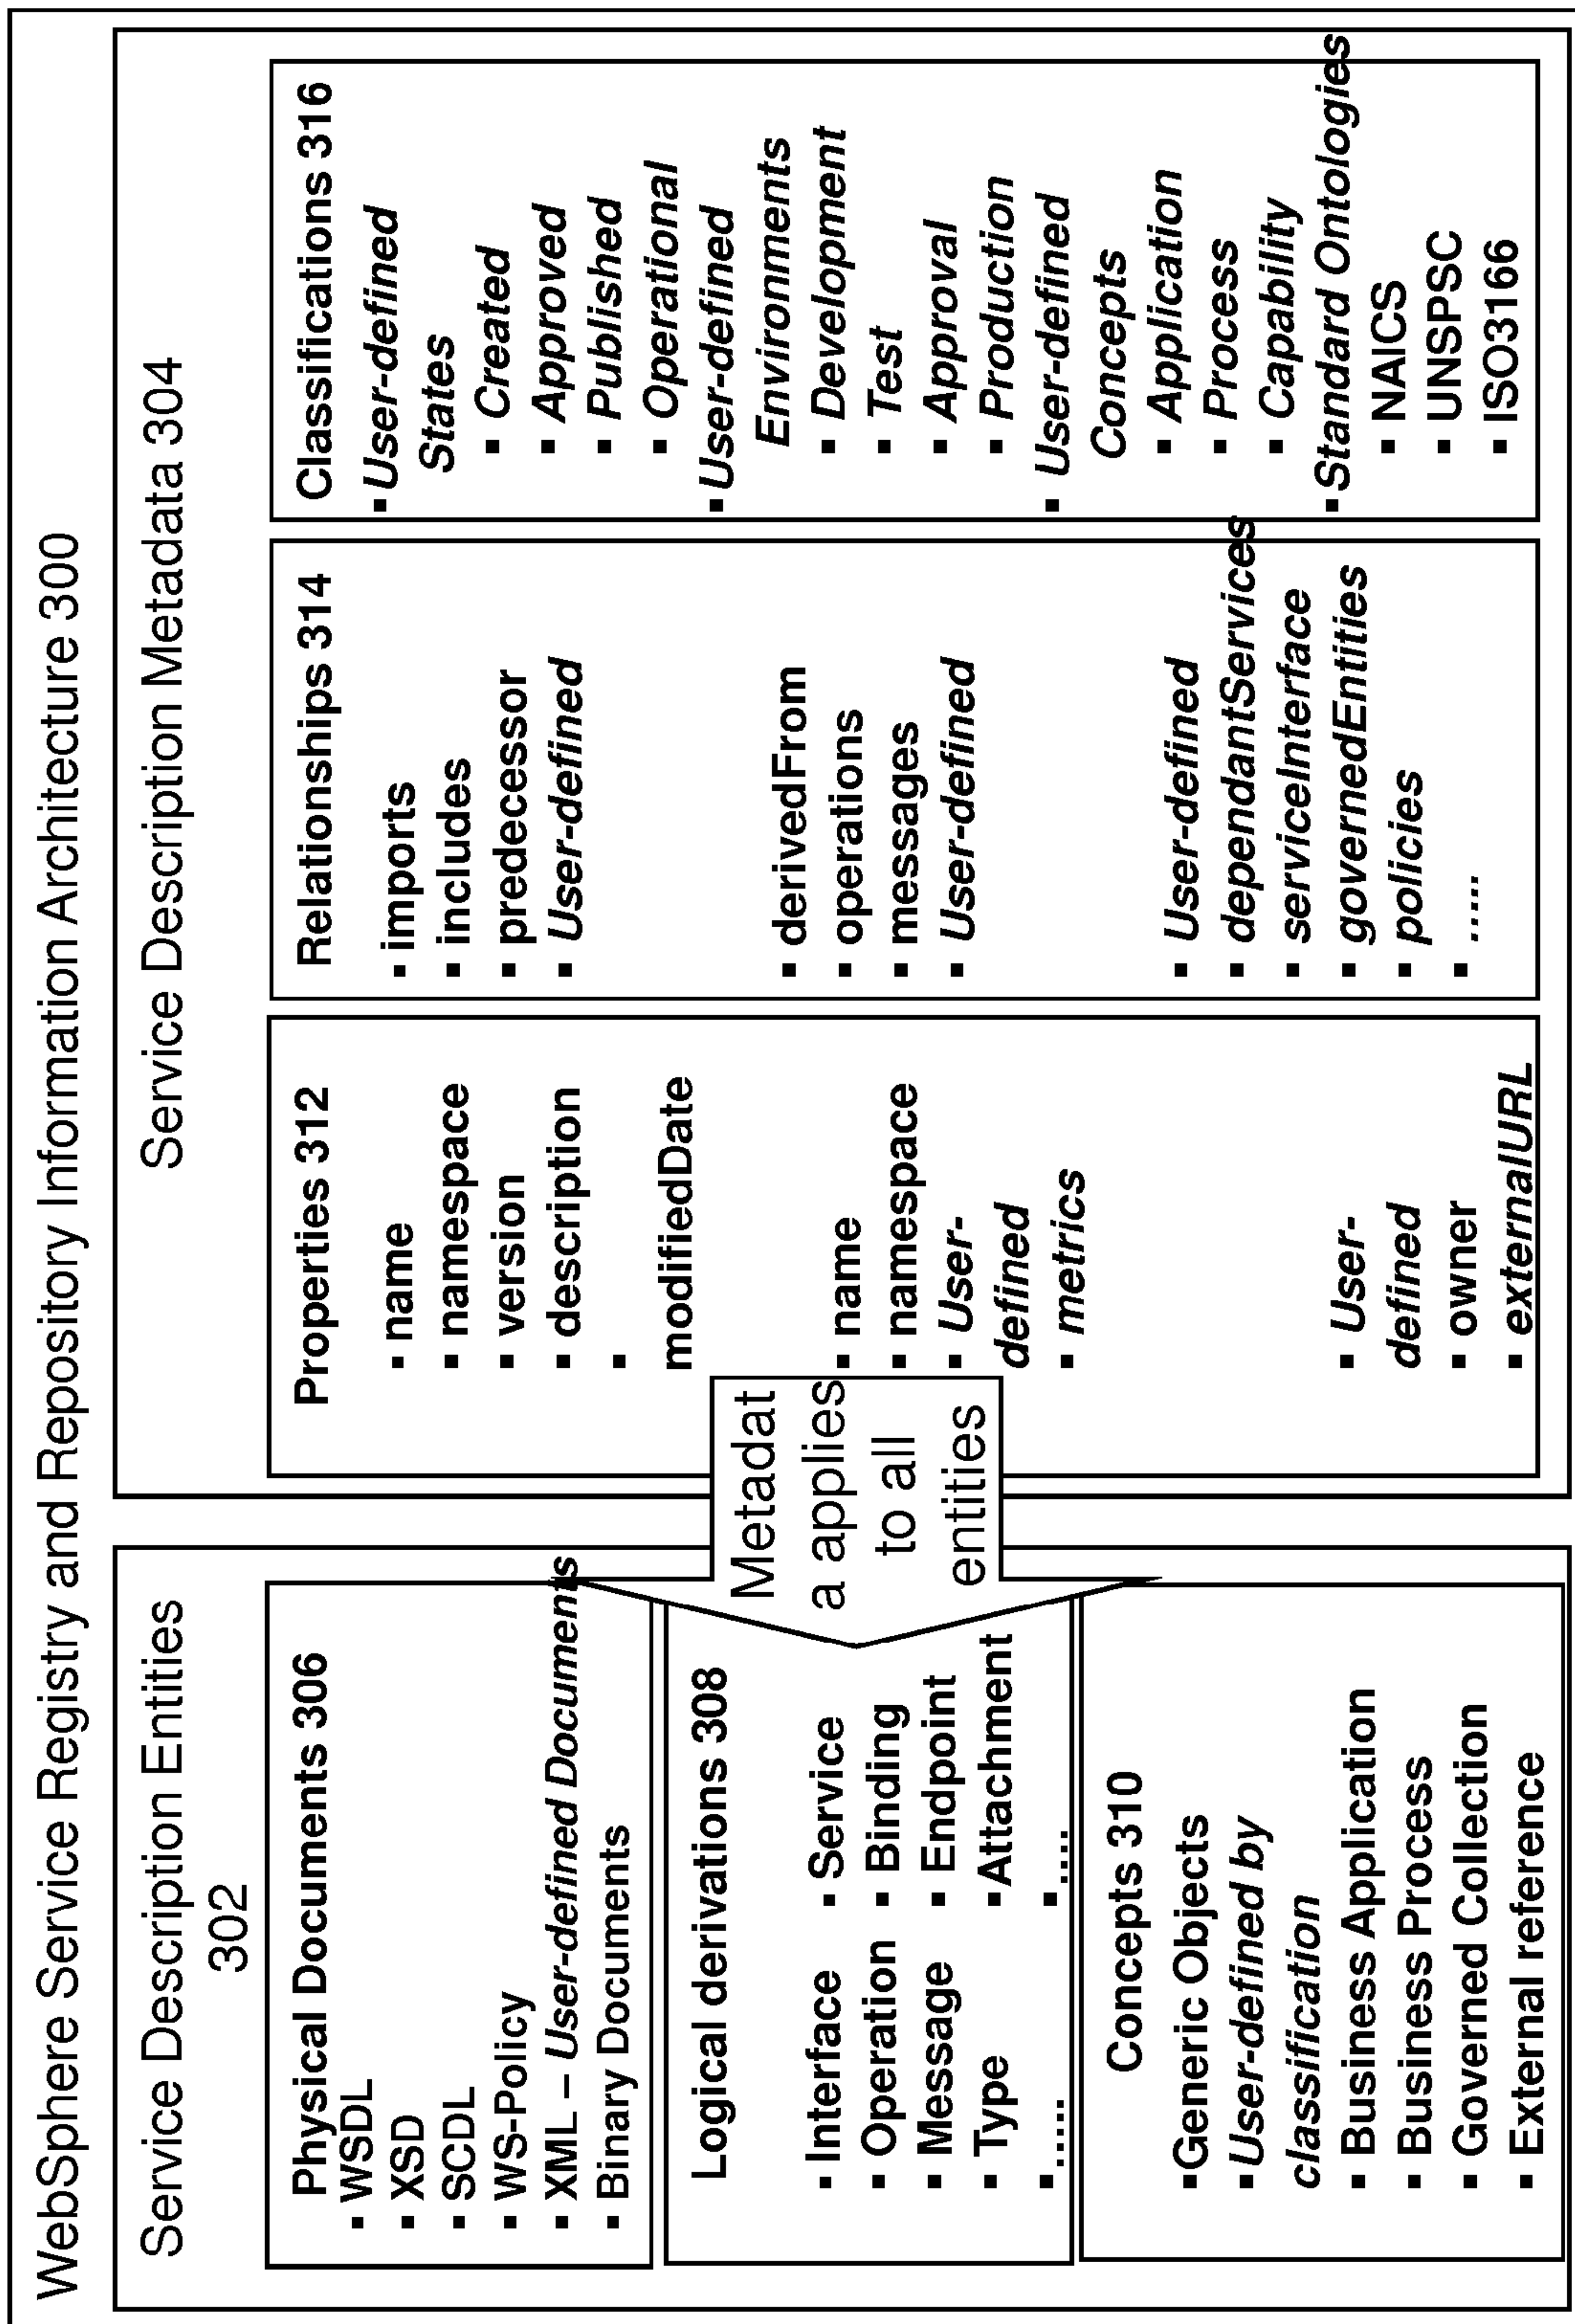 WebSphere Service Registry and Repository Information Architecture 300
Service Description Entities
302
Physical Documents 306
▪ WSDL
▪ XSD
▪ SCDL
▪ WS-Policy
▪ XML – User-defined Documents
▪ Binary Documents
Logical derivations 308
▪ Interface
▪ Operation
▪ Message
▪ Type
▪.....
▪ Service
▪ Binding
▪ Endpoint
▪ Attachment
▪....
Concepts 310
▪Generic Objects
▪User-defined by
classification
▪ Business Application
▪ Business Process
▪ Governed Collection
▪ External reference
Metadat
a applies
to all
entities
Service Description Metadata 304
Properties 312
▪ name
▪ namespace
▪ version
▪ description
▪
modifiedDate
▪ name
▪ namespace
▪ User-
defined
▪ metrics
▪ User-
defined
▪ owner
▪ externalURL
Relationships 314
▪ imports
▪ includes
▪ predecessor
▪ User-defined
▪ derivedFrom
▪ operations
▪ messages
▪ User-defined
▪ User-defined
▪ dependantServices
▪ serviceInterface
▪ governedEntities
▪ policies
▪ .....
Classifications 316
▪User-defined
States
▪ Created
▪ Approved
▪ Published
▪ Operational
▪User-defined
Environments
▪ Development
▪ Test
▪ Approval
▪ Production
▪ User-defined
Concepts
▪ Application
▪ Process
▪ Capability
▪Standard Ontologies
▪ NAICS
▪ UNSPSC
▪ ISO3166